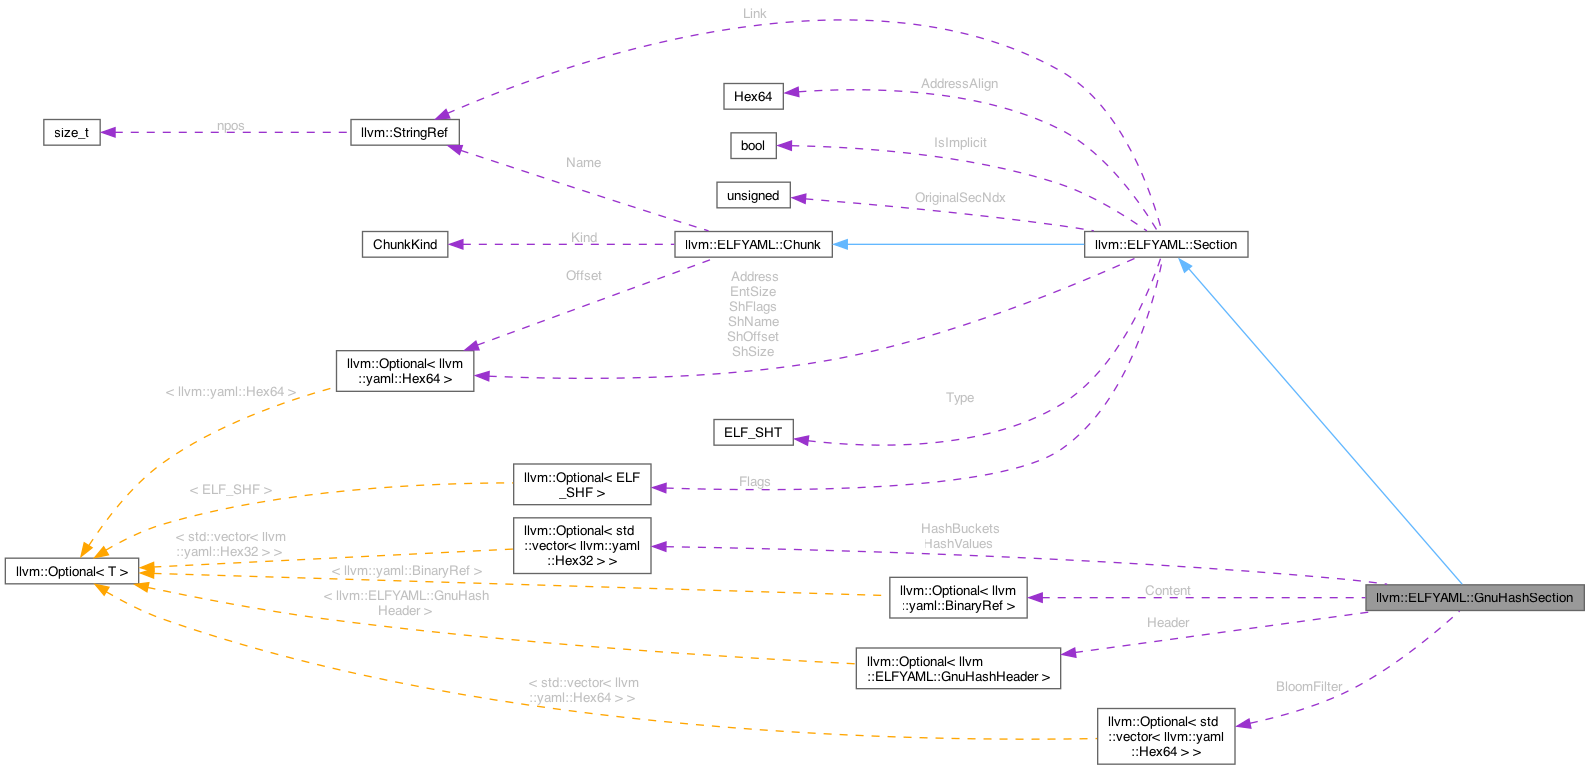 Link
AddressAlign
Hex64
npos
size_t
llvm::StringRef
IsImplicit
bool
Name
OriginalSecNdx
unsigned
Kind
ChunkKind
llvm::ELFYAML::Chunk
llvm::ELFYAML::Section
Offset
Address
EntSize
ShFlags
ShName
ShOffset
ShSize
llvm::Optional< llvm
::yaml::Hex64 >
< llvm::yaml::Hex64 >
Type
ELF_SHT
Flags
llvm::Optional< ELF
_SHF >
< ELF_SHF >
llvm::Optional< std
::vector< llvm::yaml
::Hex32 > >
HashBuckets
HashValues
< std::vector< llvm
::yaml::Hex32 > >
llvm::Optional< T >
< llvm::yaml::BinaryRef >
llvm::Optional< llvm
::yaml::BinaryRef >
Content
llvm::ELFYAML::GnuHashSection
< llvm::ELFYAML::GnuHash
Header >
Header
llvm::Optional< llvm
::ELFYAML::GnuHashHeader >
< std::vector< llvm
::yaml::Hex64 > >
BloomFilter
llvm::Optional< std
::vector< llvm::yaml
::Hex64 > >